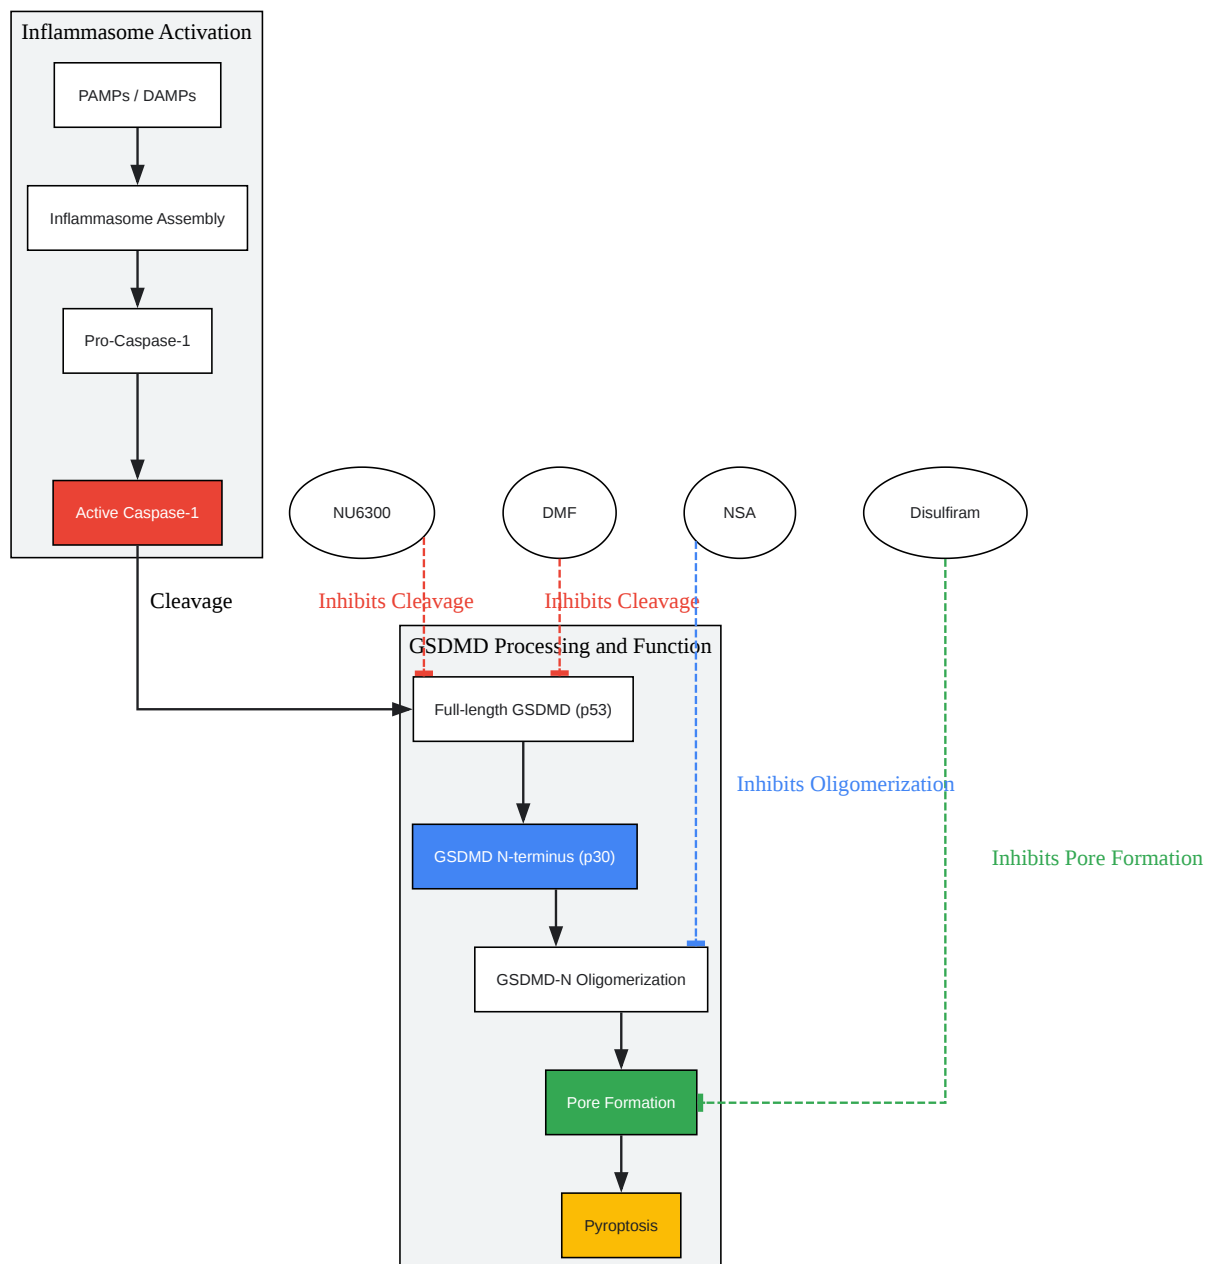 Inflammasome Activation
PAMPs / DAMPs
Inflammasome Assembly
Pro-Caspase-1
Active Caspase-1
NU6300
DMF
NSA
Disulfiram
Cleavage
Inhibits Cleavage
Inhibits Cleavage
GSDMD Processing and Function
Full-length GSDMD (p53)
Inhibits Oligomerization
GSDMD N-terminus (p30)
Inhibits Pore Formation
GSDMD-N Oligomerization
Pore Formation
Pyroptosis